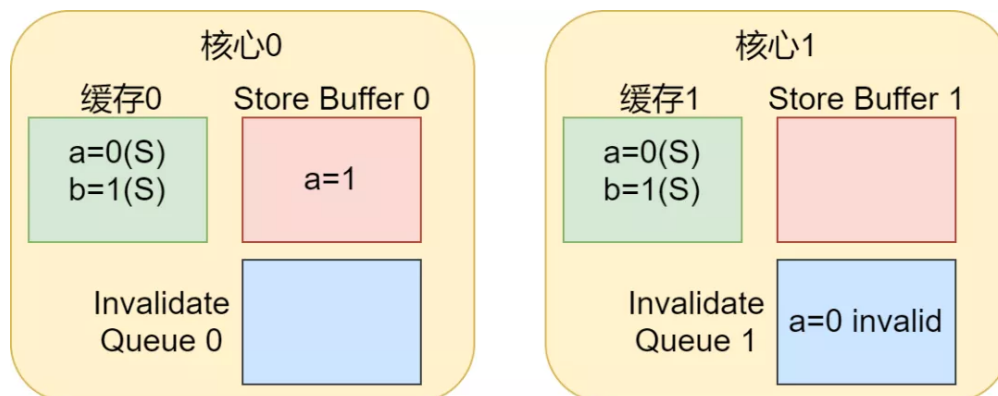 核心0
缓存0
Store Buffer 0
a=0(S)
b=1(S)
a=1
Invalidate
Queue 0
核心1
缓存1
Store Buffer 1
a=0(S)
b=1(S)
Invalidate
Queue 1
a=0 invalid